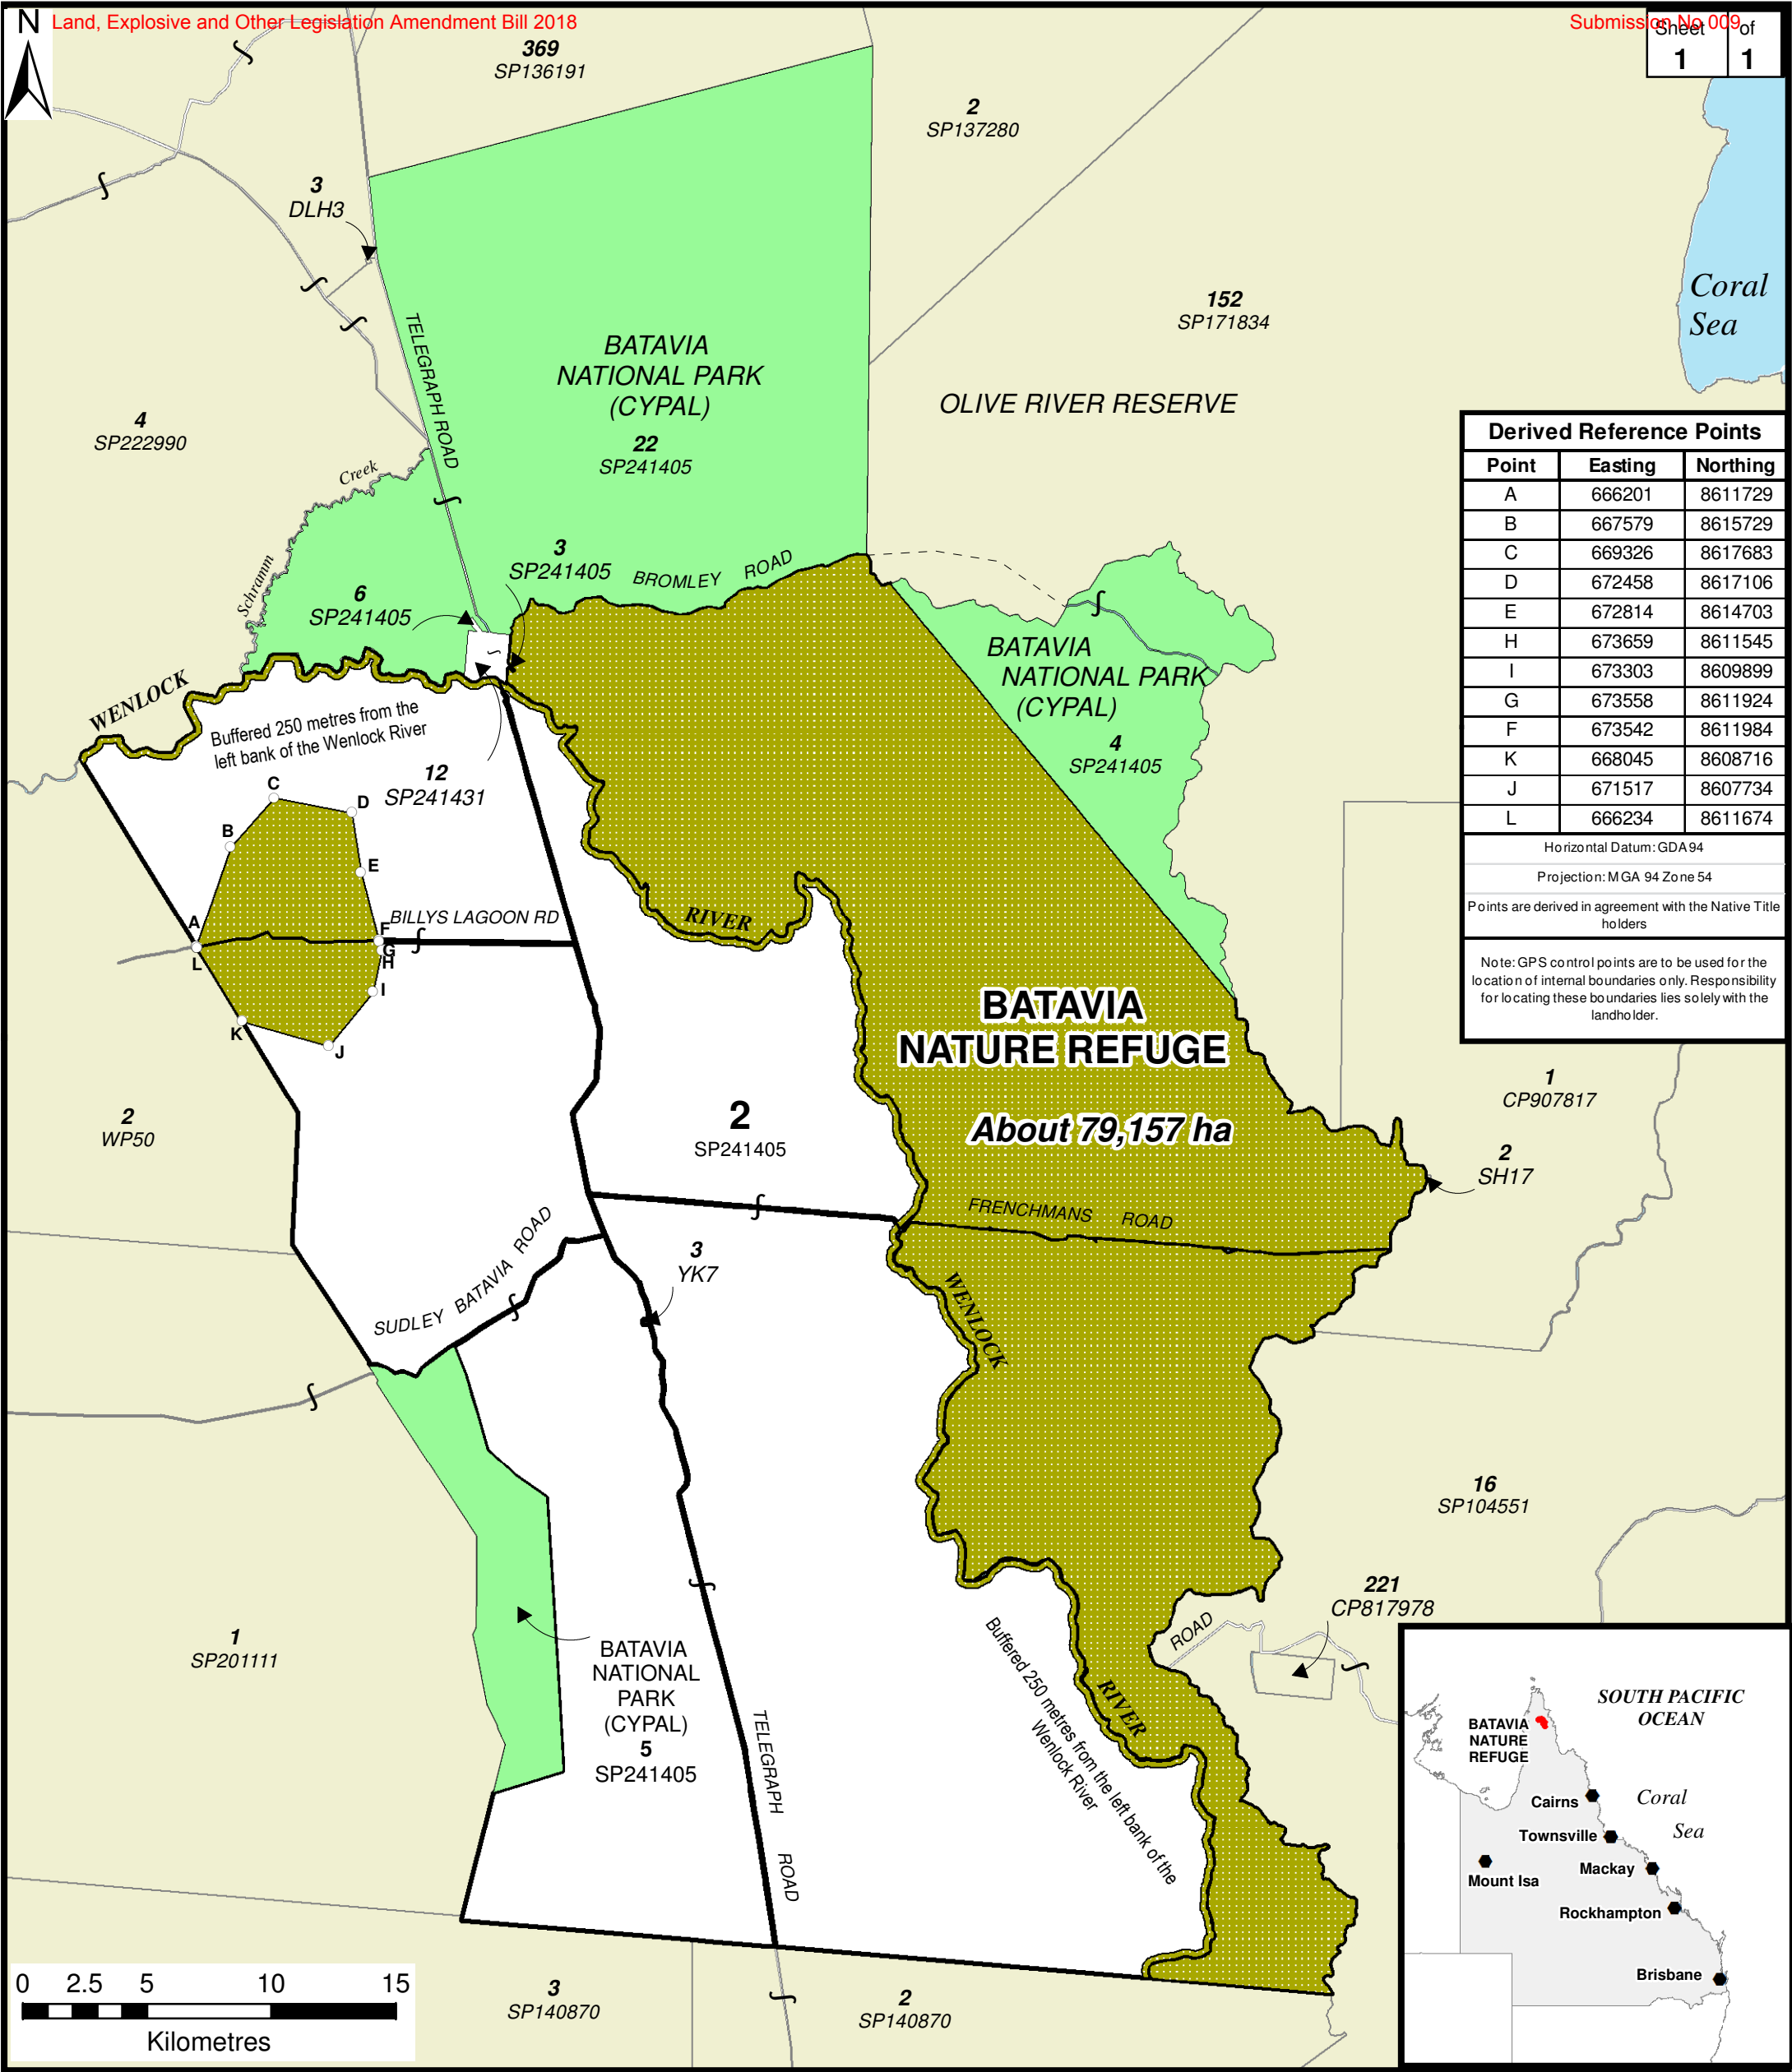 Land, Explosive and Other Legislation Amendment Bill 2018
Submission No 009
N
Sheet
1
of
1
369
SP136191
2
SP137280
3
DLH3
152
SP171834
Coral
Sea
TELEGRAPH ROAD
BATAVIA
NATIONAL PARK
(CYPAL)
22
SP241405
OLIVE RIVER RESERVE
4
SP222990
Schramm
Creek
Derived Reference Points
Point Easting Northing
A 666201 8611729
B 667579 8615729
C 669326 8617683
D 672458 8617106
E 672814 8614703
H 673659 8611545
I 673303 8609899
G 673558 8611924
F 673542 8611984
K 668045 8608716
J 671517 8607734
L 666234 8611674
Horizontal Datum: GDA94
Projection: MGA 94 Zone 54
Points are derived in agreement with the Native Title
holders
Note: GPS control points are to be used for the
location of internal boundaries only. Responsibility
for locating these boundaries lies solely with the
landholder.
3
SP241405
BROMLEY ROAD
6
SP241405
BATAVIA
NATIONAL PARK
(CYPAL)
4
SP241405
WENLOCK
Buffered 250 metres from the
left bank of the Wenlock River
12
SP241431
C
D
B
E
A
F
G
H
L
I
K
J
BILLYS LAGOON RD
RIVER
BATAVIA
NATURE REFUGE
About 79,157 ha
2
WP50
2
SP241405
1
CP907817
2
SH17
FRENCHMANS ROAD
SUDLEY BATAVIA ROAD
3
YK7
WENLOCK
16
SP104551
221
CP817978
ROAD
1
SP201111
BATAVIA
NATIONAL
PARK
(CYPAL)
5
SP241405
Buffered 250 metres from the left bank of the
Wenlock River
RIVER
TELEGRAPH ROAD
SOUTH PACIFIC
OCEAN
BATAVIA
NATURE
REFUGE
Cairns
Coral
Sea
Townsville
Mackay
Mount Isa
Rockhampton
Brisbane
0 2.5 5 10 15
Kilometres
3
SP140870
2
SP140870